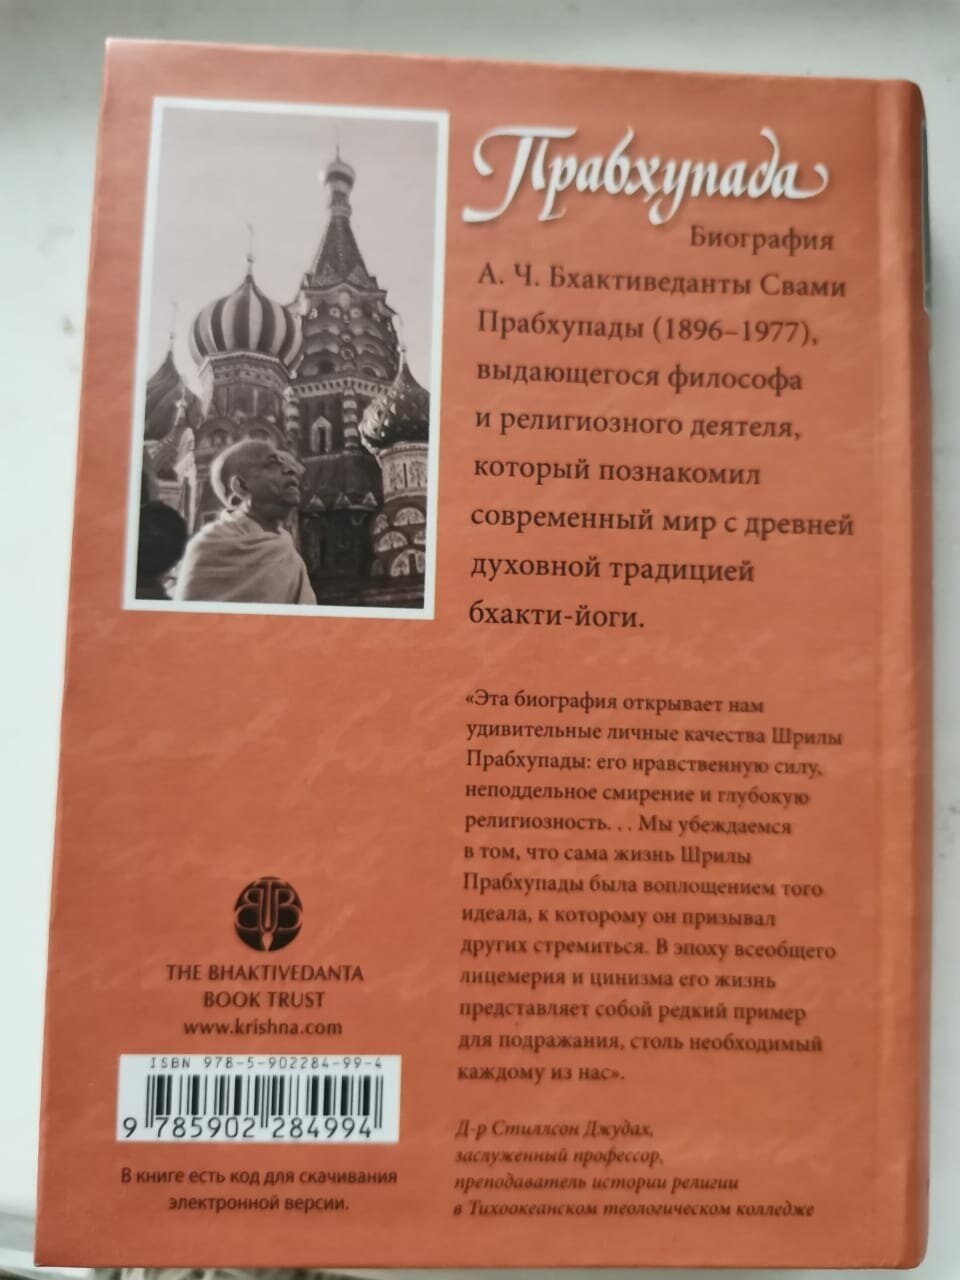 Прабхупада
Биография
А. Ч. Бхактиведанты Свами
Прабхупады (1896–1977),
выдающегося философа
и религиозного деятеля,
который познакомил
современный мир с древней
духовной традицией
бхакти-йоги.
«Эта биография открывает нам
удивительные личные качества Шрилы
Прабхупады: его нравственную силу,
неподдельное смирение и глубокую
религиозность. . . Мы убеждаемся
в том, что сама жизнь Шрилы
Прабхупады была воплощением того
идеала, к которому он призывал
других стремиться. В эпоху всеобщего
лицемерия и цинизма его жизнь
представляет собой редкий пример
для подражания, столь необходимый
каждому из нас».
Д-р Стиллсон Джудах,
заслуженный профессор,
преподаватель истории религии
в Тихоокеанском теологическом колледже
BTB
THE BHAKTIVEDANTA
BOOK TRUST
www.krishna.com
ISBN 978-5-902284-99-4
9 785902 284994
В книге есть код для скачивания
электронной версии.